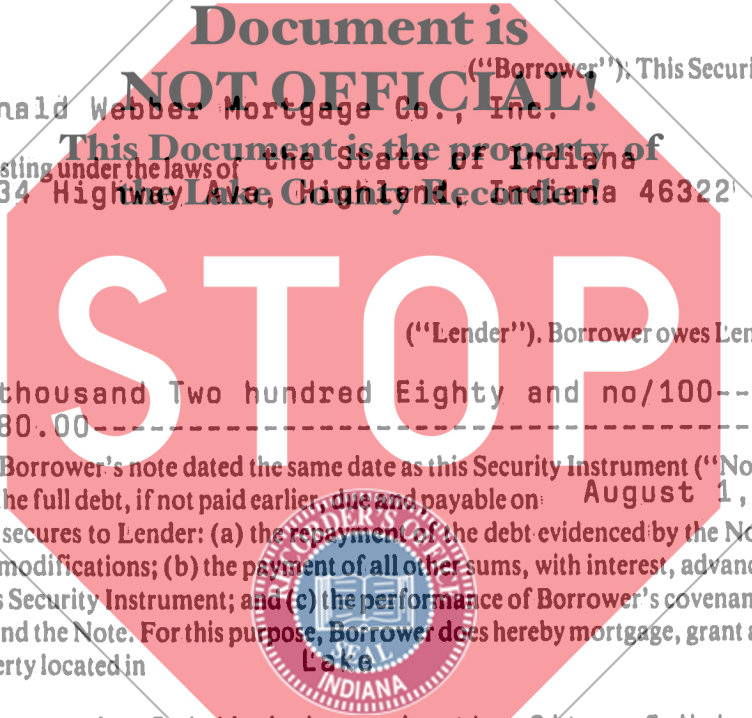 Document is
("Borrower"). This Securi
NOT OFFICIAL!
nald Webber Mortgage Co., Inc.
This Document is the property of
sting under the laws of the State of Indiana
34 Highway Ave, Highland, Indiana 46322
the Lake County Recorder!
STOP
("Lender"). Borrower owes Len
thousand Two hundred Eighty and no/100--
80.00--------------------------------------
Borrower's note dated the same date as this Security Instrument ("No
he full debt, if not paid earlier, due and payable on August 1,
secures to Lender: (a) the repayment of the debt evidenced by the No
modifications; (b) the payment of all other sums, with interest, advanc
s Security Instrument; and (c) the performance of Borrower's covenan
nd the Note. For this purpose, Borrower does hereby mortgage, grant a
erty located in Lake
RECORDER'S OFFICE
SEAL
INDIANA